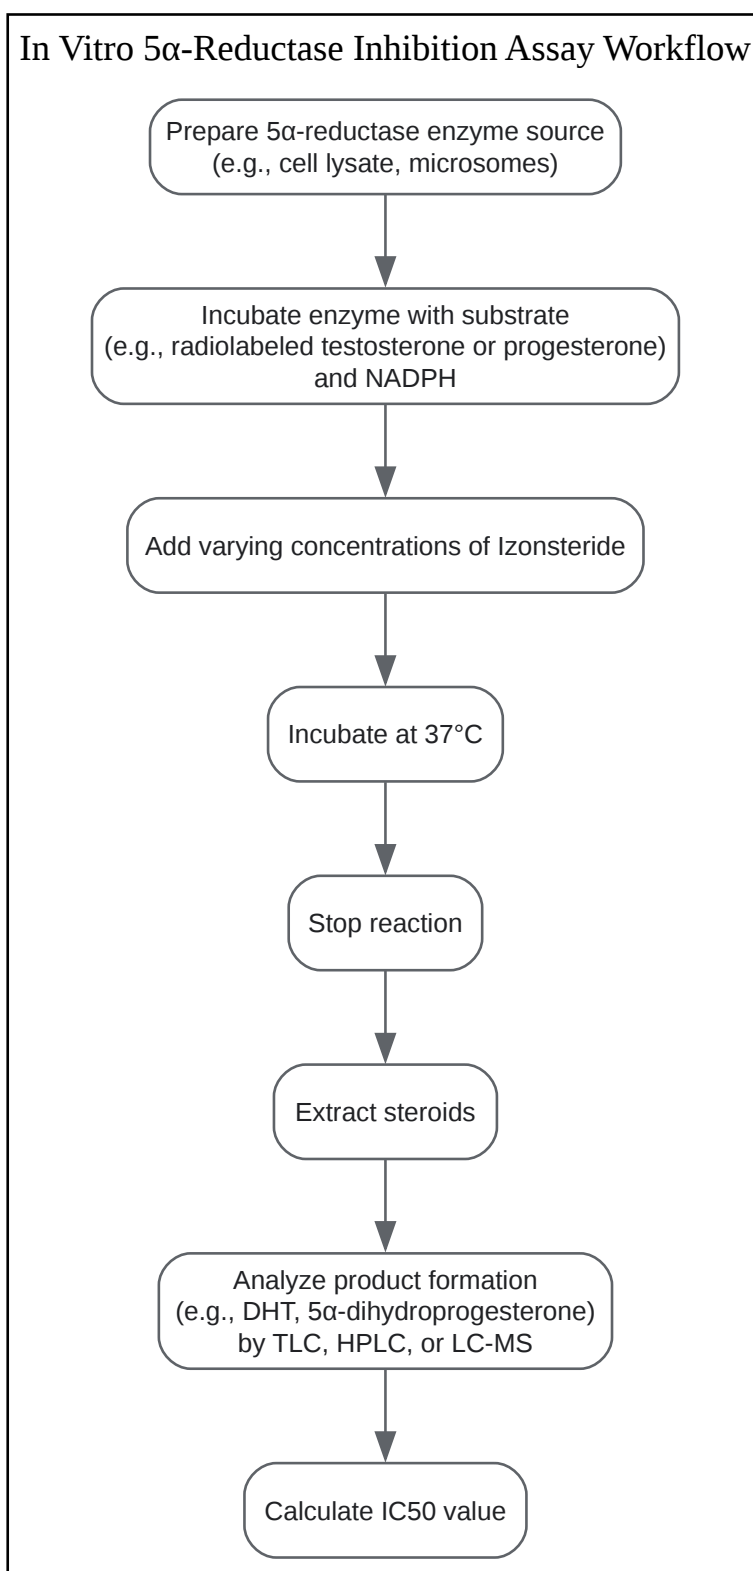 In Vitro 5α-Reductase Inhibition Assay Workflow
Prepare 5α-reductase enzyme source
(e.g., cell lysate, microsomes)
Incubate enzyme with substrate
(e.g., radiolabeled testosterone or progesterone)
and NADPH
Add varying concentrations of Izonsteride
Incubate at 37°C
Stop reaction
Extract steroids
Analyze product formation
(e.g., DHT, 5α-dihydroprogesterone)
by TLC, HPLC, or LC-MS
Calculate IC50 value